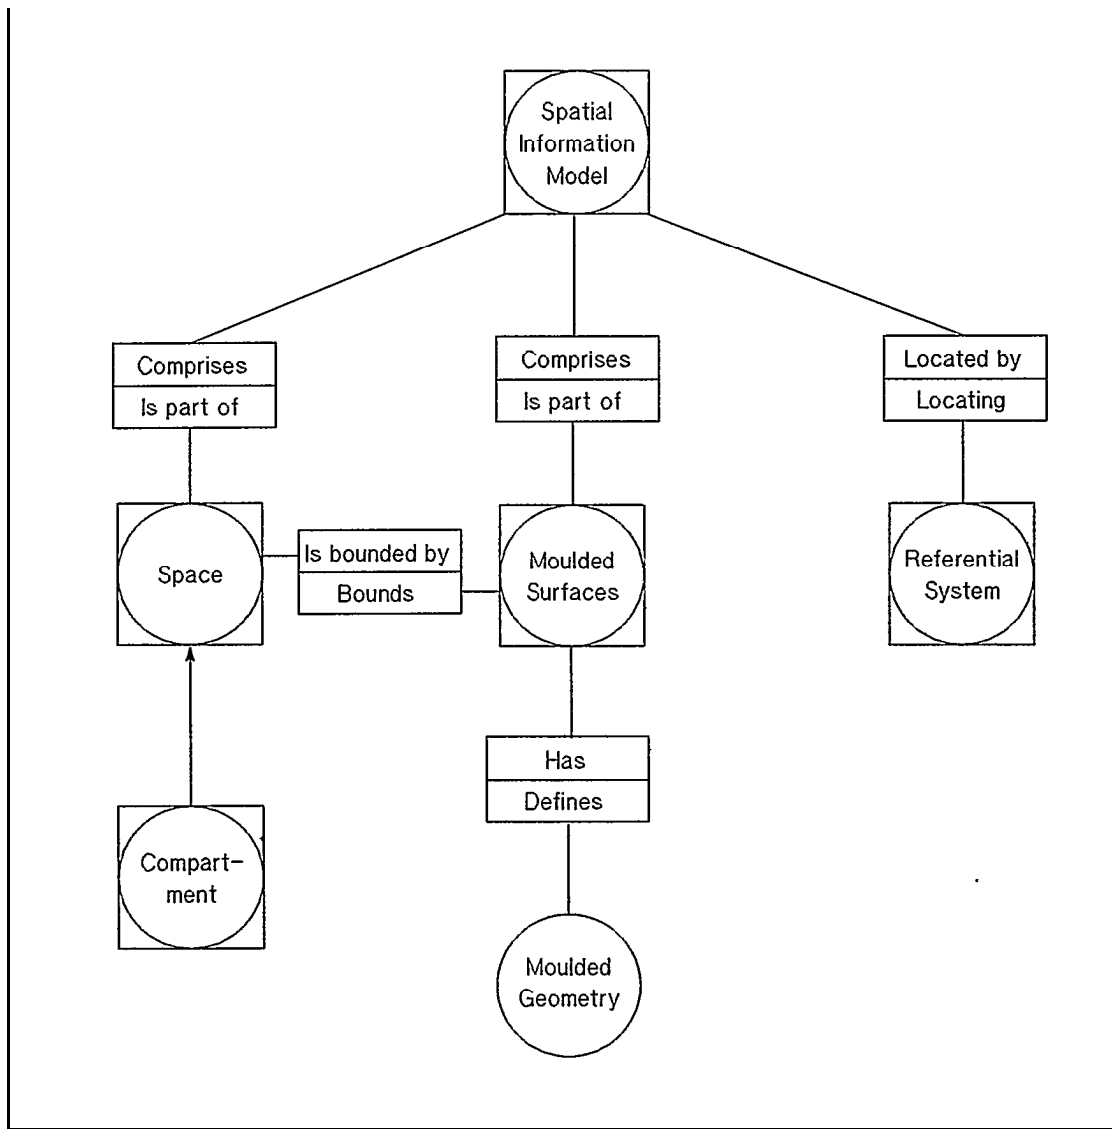 Spatial
Information
Model
Comprises
Is part of
Comprises
Is part of
Located by
Locating
Space
Is bounded by
Bounds
Moulded
Surfaces
Referential
System
Has
Defines
Compart-
ment
Moulded
Geometry